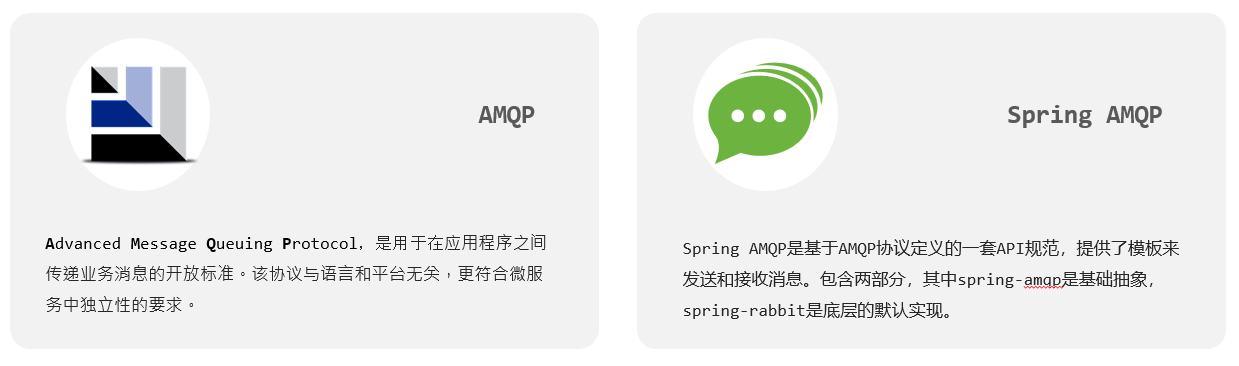 AMQP
Advanced Message Queuing Protocol，是用于在应用程序之间
传递业务消息的开放标准。该协议与语言和平台无关，更符合微服
务中独立性的要求。
Spring AMQP
Spring AMQP是基于AMQP协议定义的一套API规范，提供了模板来
发送和接收消息。包含两部分，其中spring-amqp是基础抽象，
spring-rabbit是底层的默认实现。